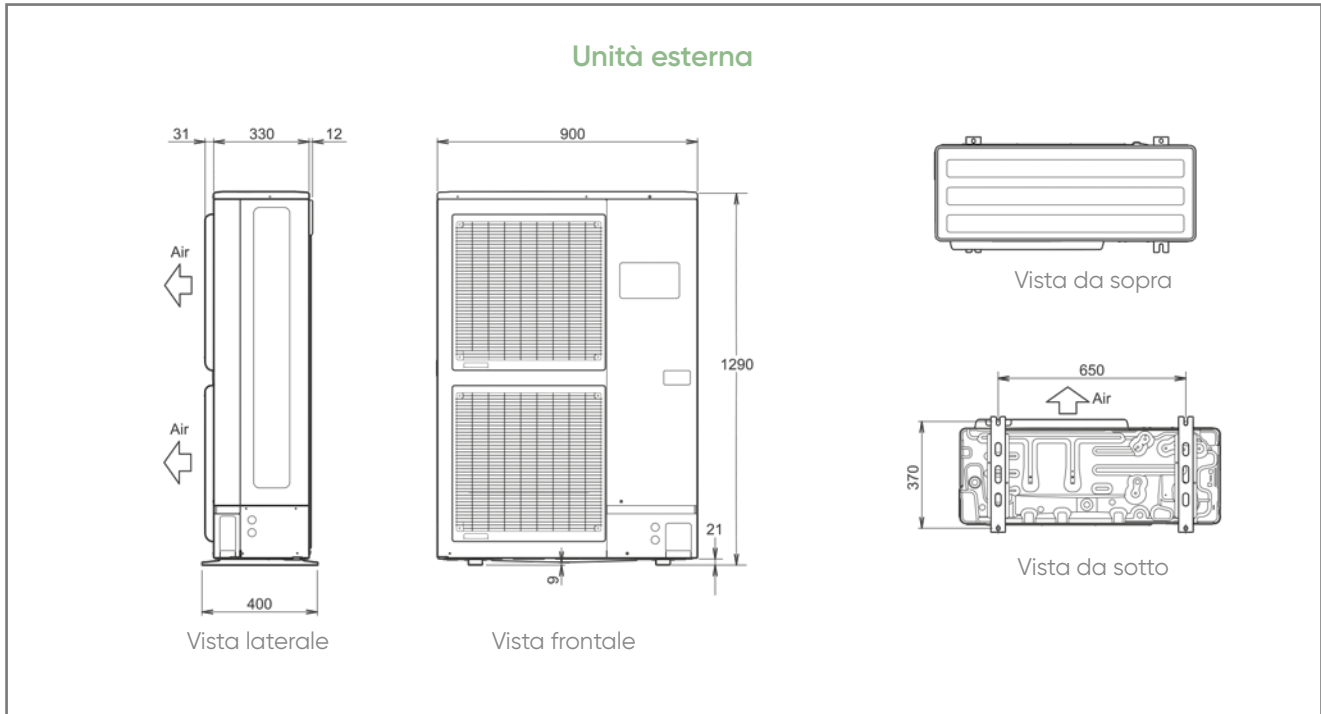 Unità esterna
31
330
12
900
Air
Air
400
Vista laterale
1290
21
9
Vista frontale
Vista da sopra
650
Air
370
Vista da sotto